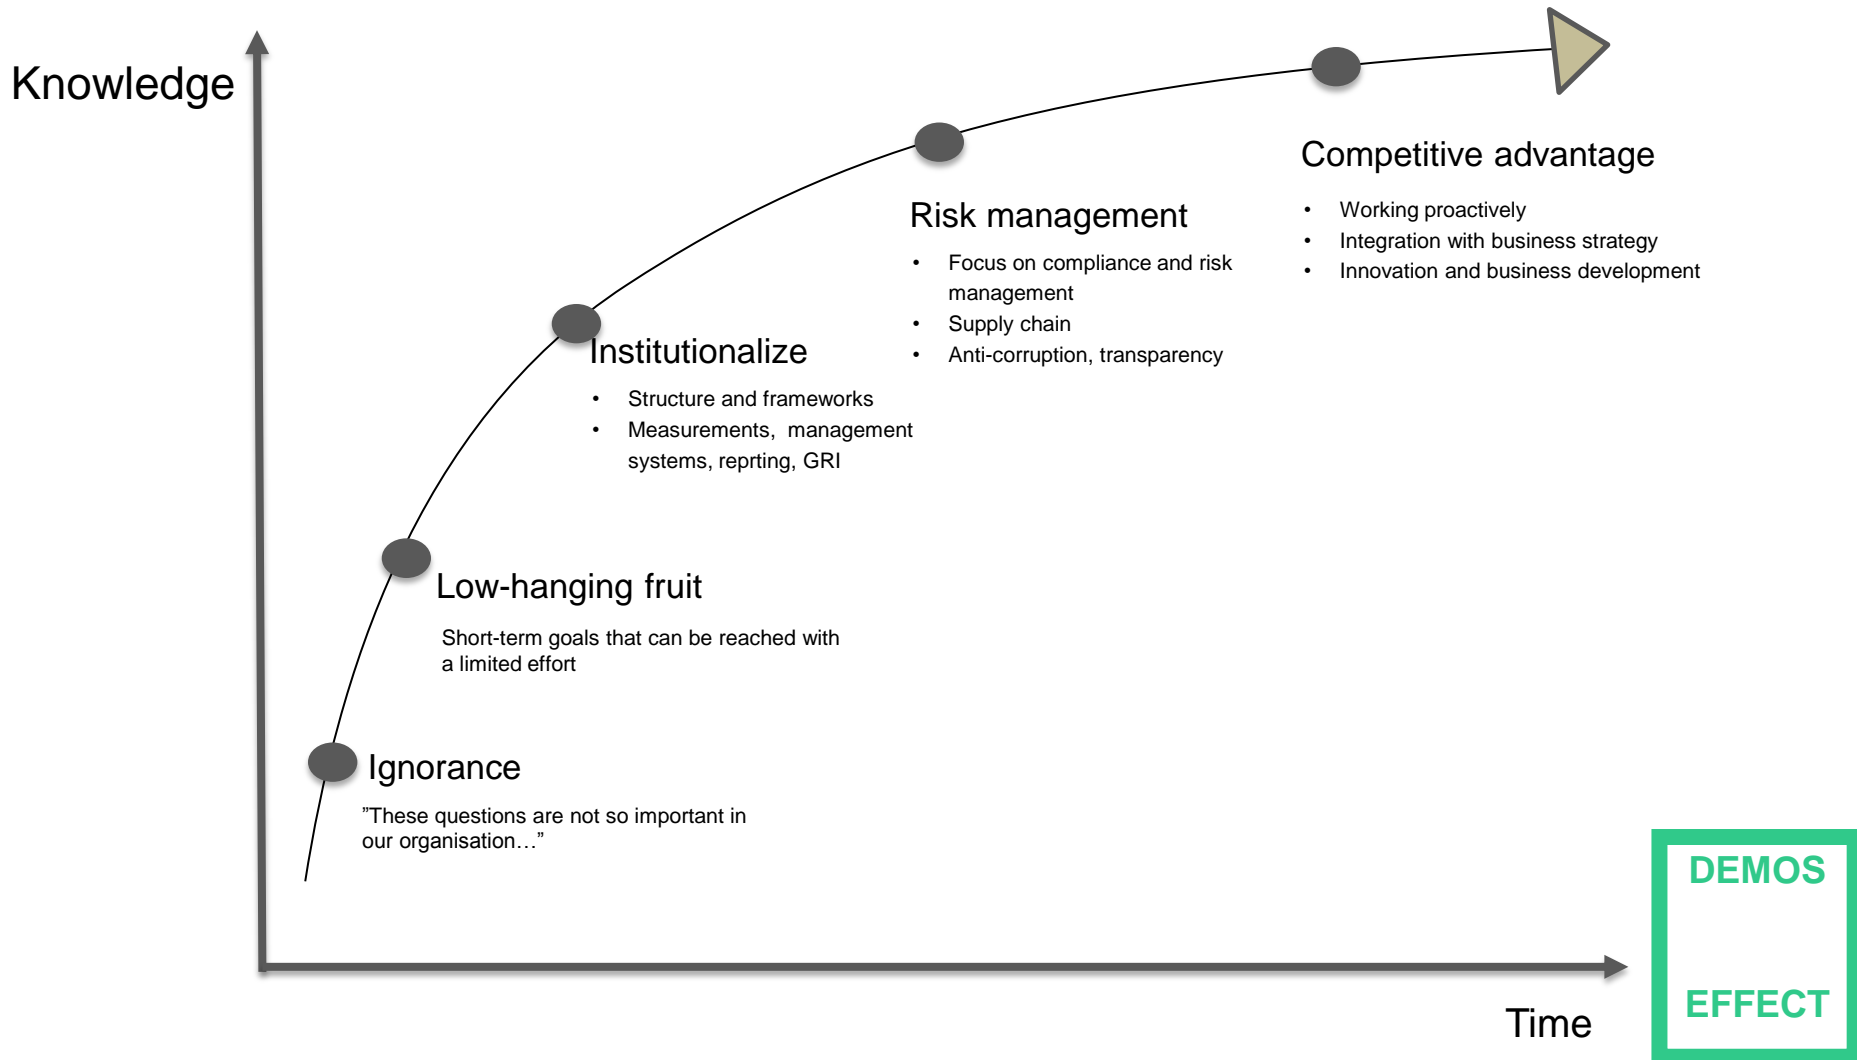 Knowledge
Competitive advantage
• Working proactively
• Integration with business strategy
• Innovation and business development
Risk management
• Focus on compliance and risk
management
• Supply chain
• Anti-corruption, transparency
Institutionalize
• Structure and frameworks
• Measurements,  management
systems, reprting, GRI
Low-hanging fruit
Short-term goals that can be reached with
a limited effort
Ignorance
”These questions are not so important in
our organisation…”
Time
DEMOS
EFFECT